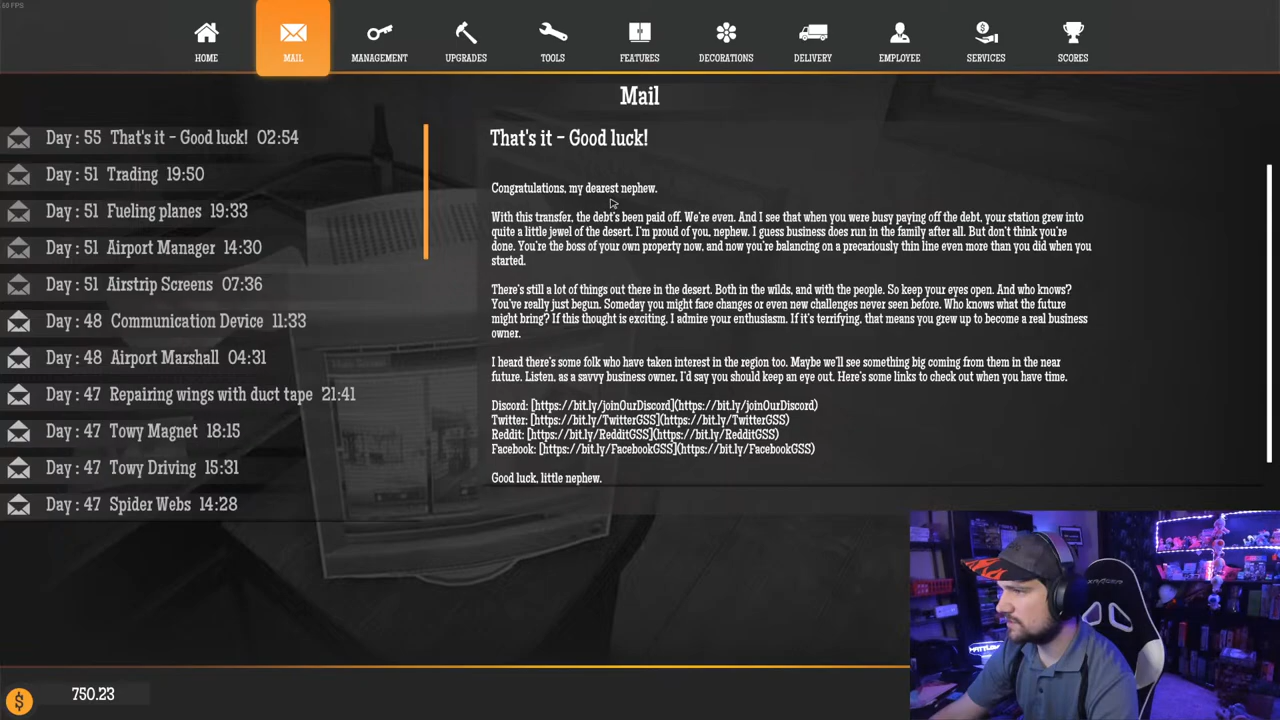 60 FPS
HOME
MAIL
MANAGEMENT
UPGRADES
TOOLS
FEATURES
DECORATIONS
DELIVERY
EMPLOYEE
SERVICES
SCORES
Mail
Day : 55 That's it - Good luck! 02:54
Day : 51 Trading 19:50
Day : 51 Fueling planes 19:33
Day : 51 Airport Manager 14:30
Day : 51 Airstrip Screens 07:36
Day : 48 Communication Device 11:33
Day : 48 Airport Marshall 04:31
Day : 47 Repairing wings with duct tape 21:41
Day : 47 Towy Magnet 18:15
Day : 47 Towy Driving 15:31
Day : 47 Spider Webs 14:28
That's it - Good luck!
Congratulations, my dearest nephew.
With this transfer, the debt's been paid off. We're even. And I see that when you were busy paying off the debt, your station grew into
quite a little jewel of the desert. I'm proud of you, nephew. I guess business does run in the family after all. But don't think you're
done. You're the boss of your own property now, and now you're balancing on a precariously thin line even more than you did when you
started.
There's still a lot of things out there in the desert. Both in the wilds, and with the people. So keep your eyes open. And who knows?
You've really just begun. Someday you might face changes or even new challenges never seen before. Who knows what the future
might bring? If this thought is exciting, I admire your enthusiasm. If it's terrifying, that means you grew up to become a real business
owner.
I heard there's some folk who have taken interest in the region too. Maybe we'll see something big coming from them in the near
future. Listen, as a savvy business owner, I'd say you should keep an eye out. Here's some links to check out when you have time.
Discord: [https://bit.ly/joinOurDiscord](https://bit.ly/joinOurDiscord)
Twitter: [https://bit.ly/TwitterGSS](https://bit.ly/TwitterGSS)
Reddit: [https://bit.ly/RedditGSS](https://bit.ly/RedditGSS)
Facebook: [https://bit.ly/FacebookGSS](https://bit.ly/FacebookGSS)
Good luck, little nephew.
$ 750.23